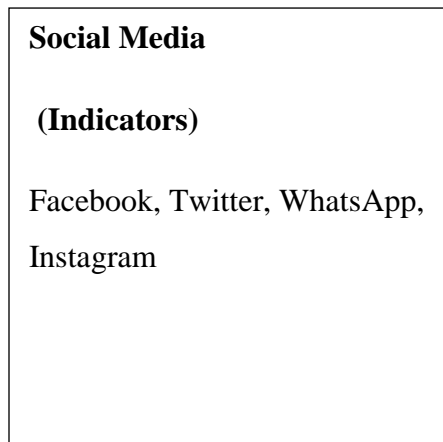 Social Media
(Indicators)
Facebook, Twitter, WhatsApp,
Instagram